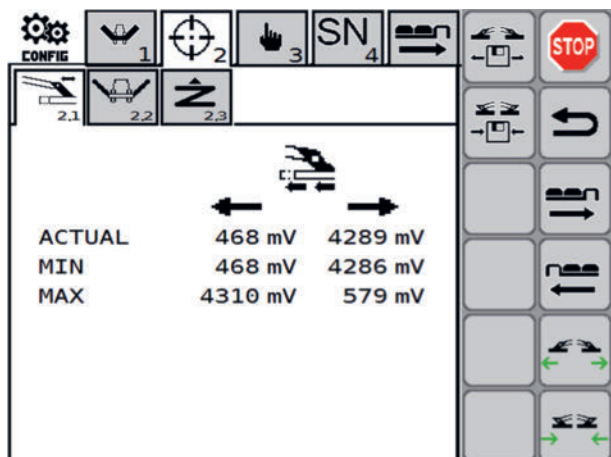 CONFIG
1
2
3
SN
4
STOP
2,1
2,2
2,3
ACTUAL 468 mV 4289 mV
MIN 468 mV 4286 mV
MAX 4310 mV 579 mV